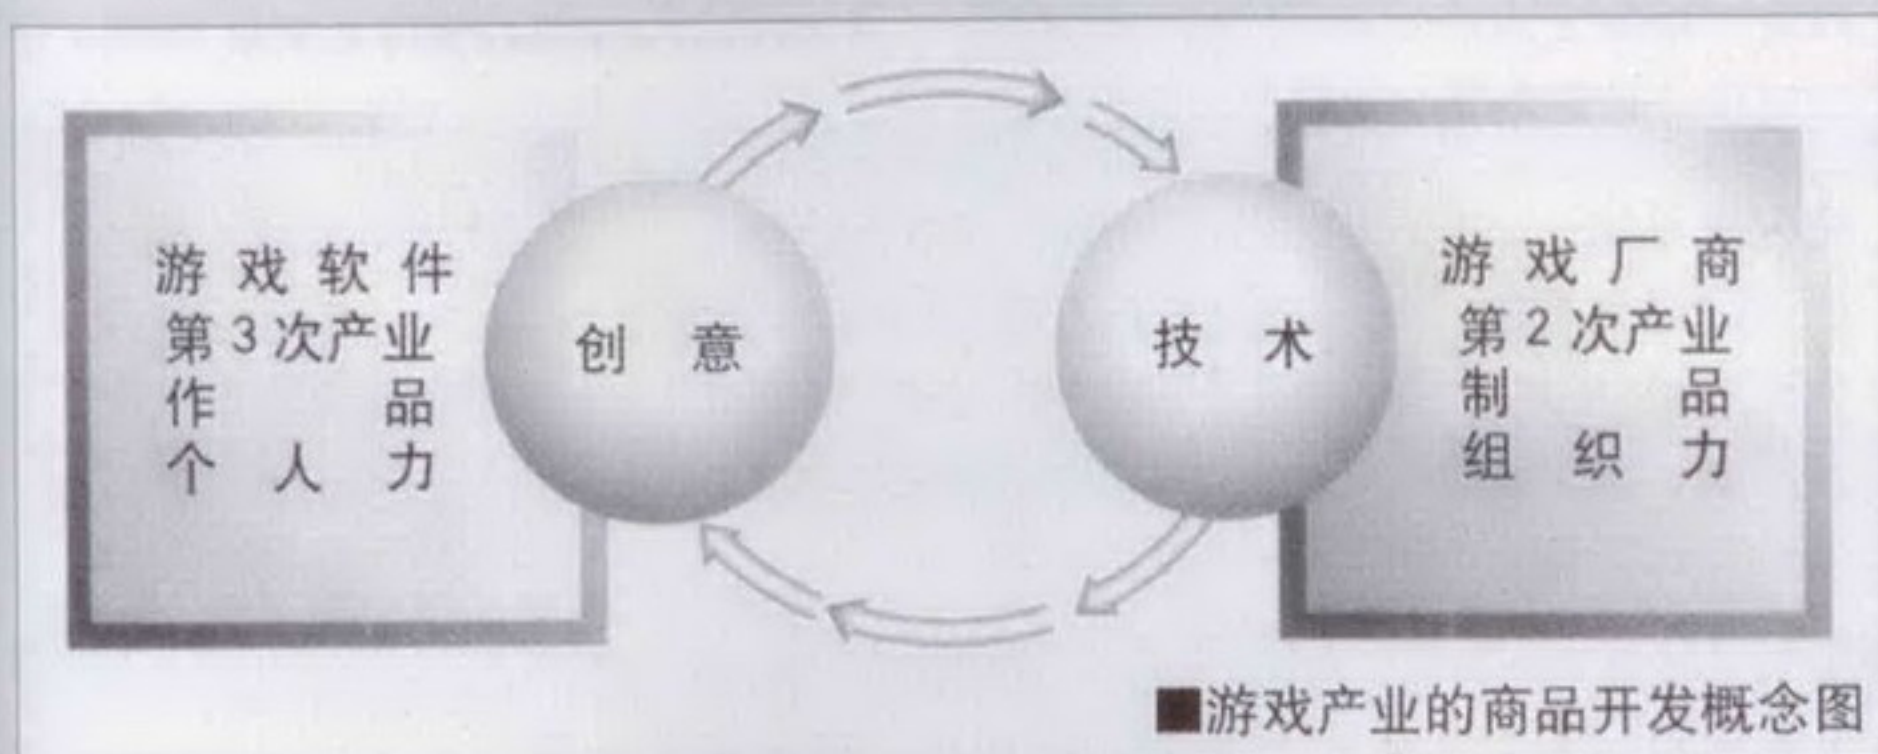 游戏软件
第3次产业
作品
个人力
创意
技术
游戏厂商
第2次产业
制品
组织力
■游戏产业的商品开发概念图